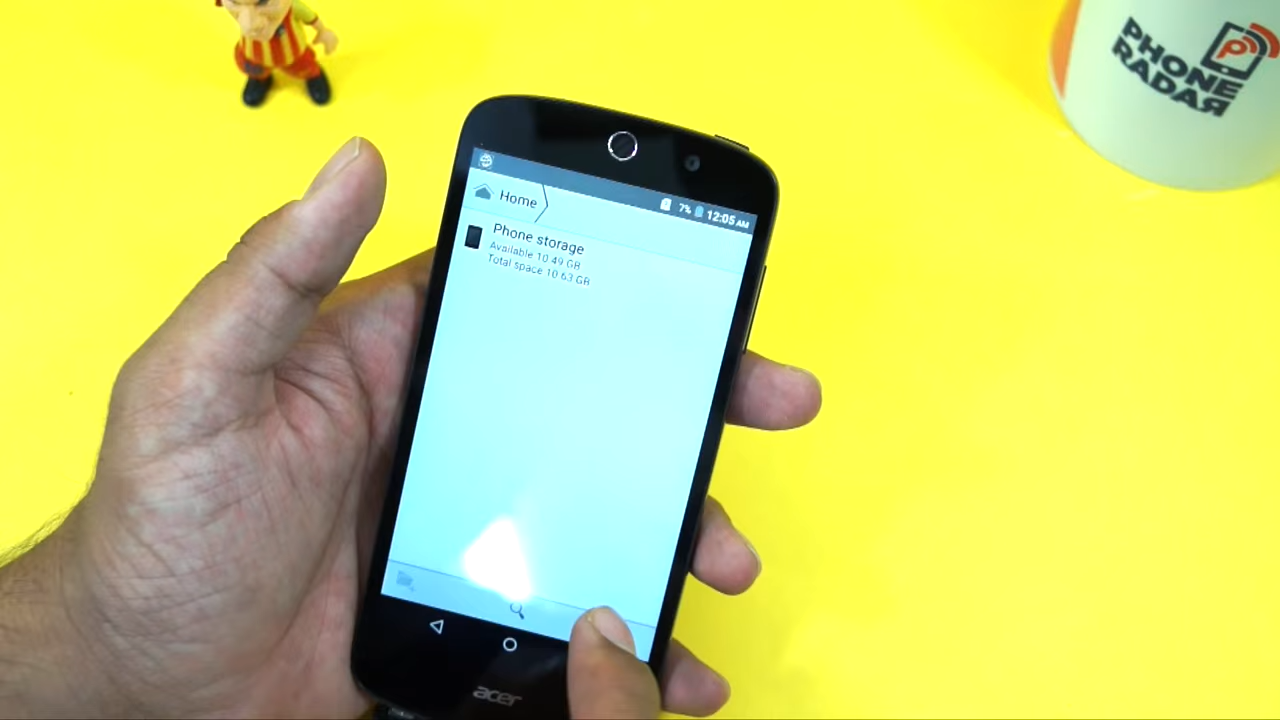 PHONE
RADAR
7% 12:05 AM
Home
Phone storage
Available 10.49 GB
Total space 10.63 GB
acer